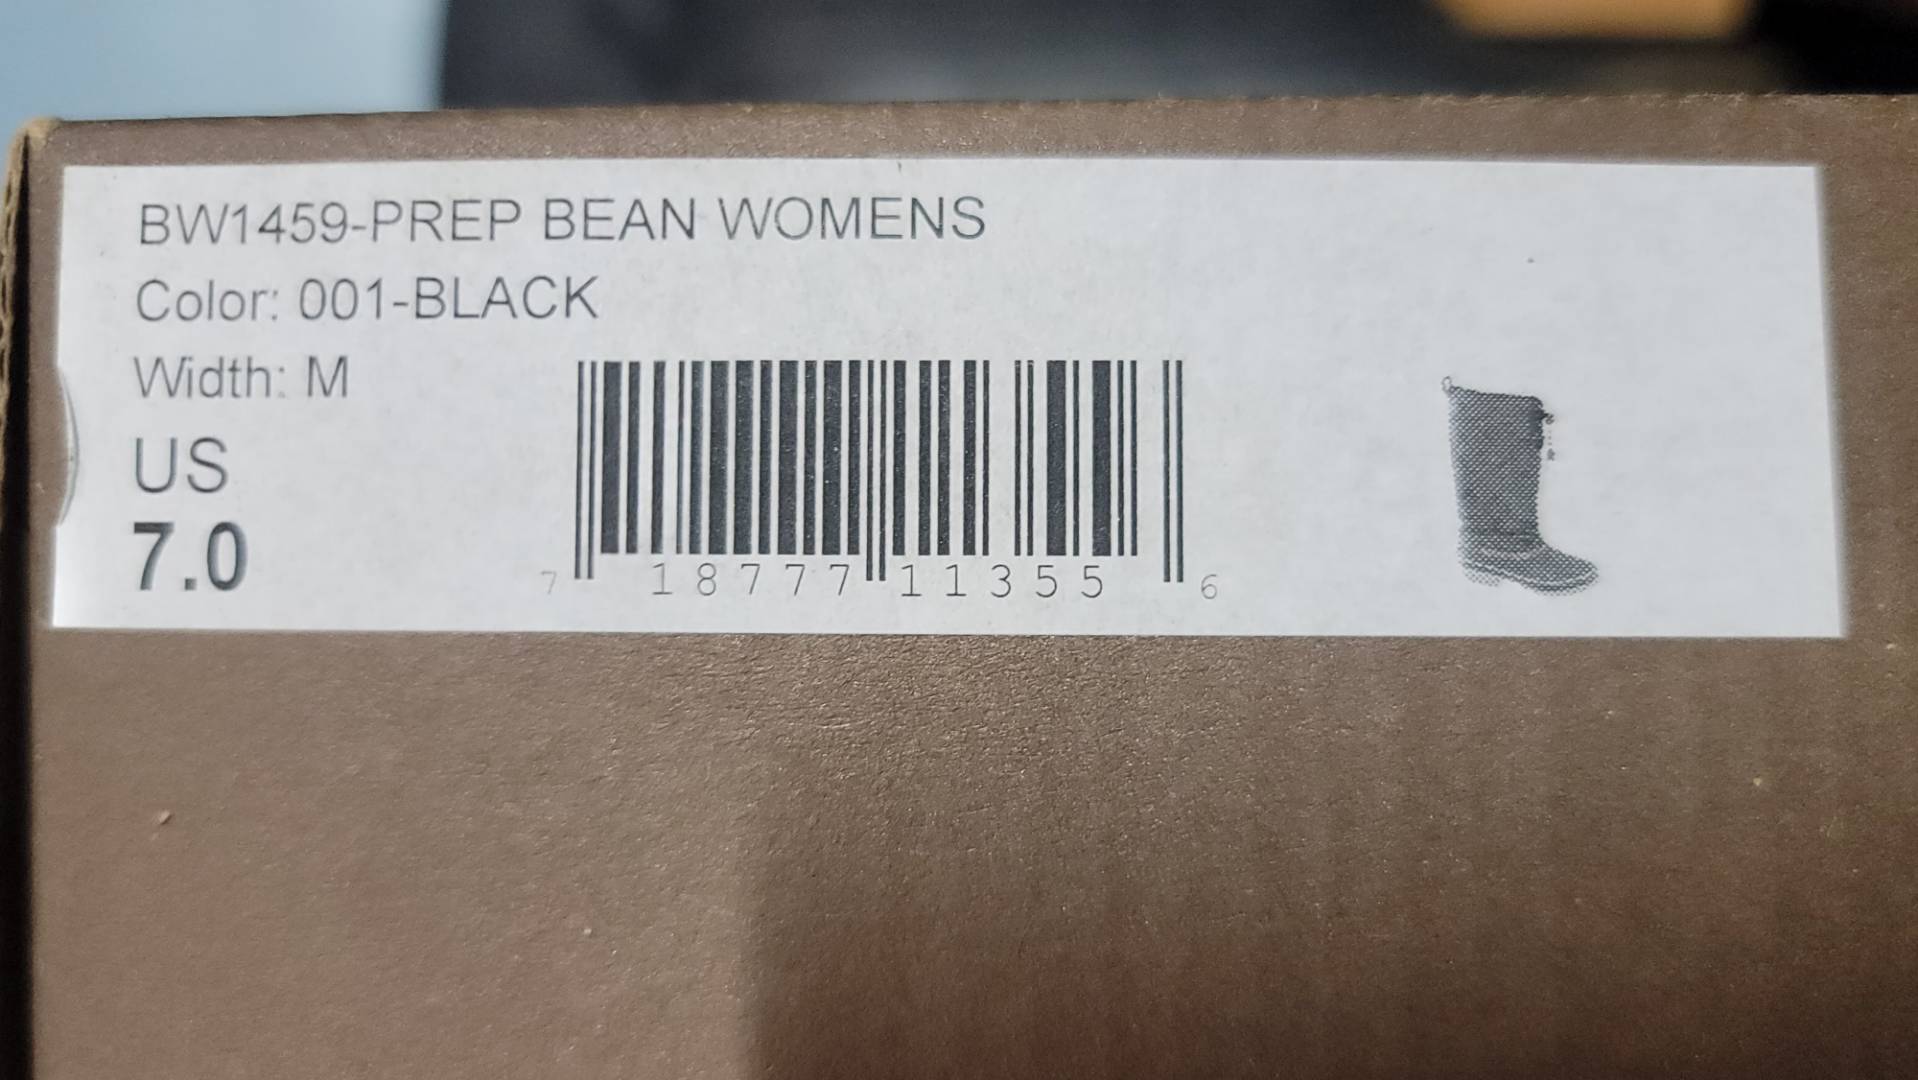 BW1459-PREP BEAN WOMENS
Color: 001-BLACK
Width: M
US
7.0
7 18777 11355 6